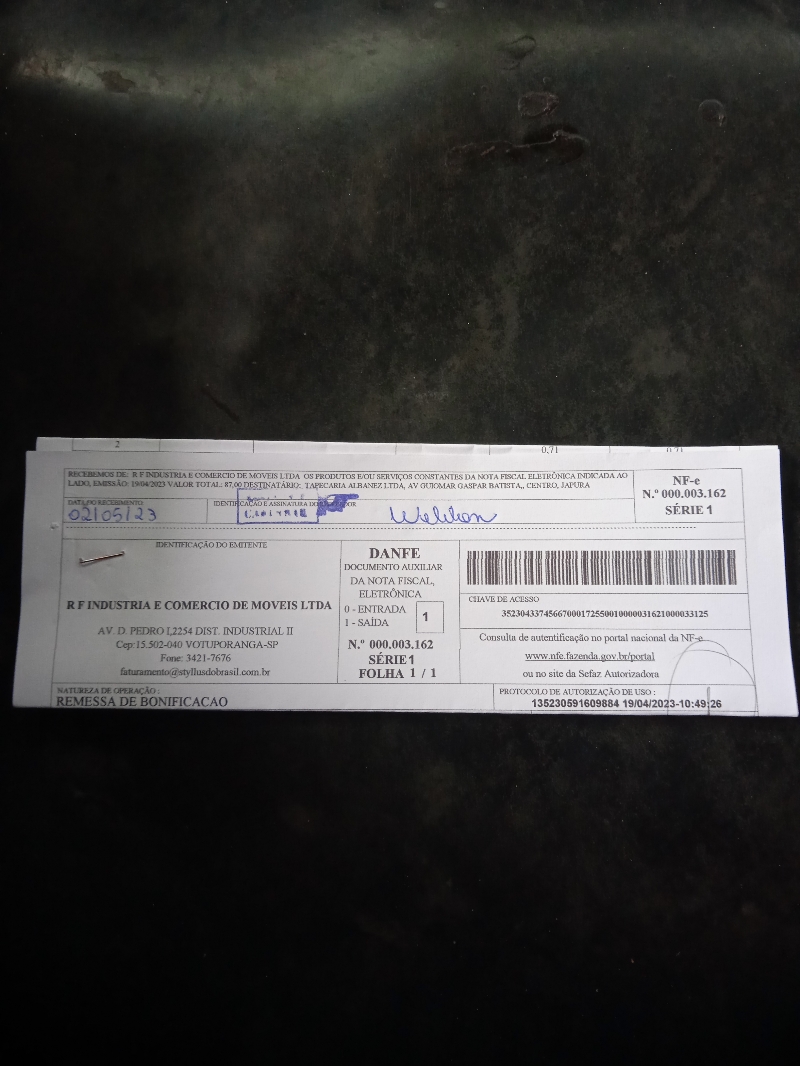 2 0,71 0,71
RECEBEMOS DE: R F INDUSTRIA E COMERCIO DE MOVEIS LTDA OS PRODUTOS E/OU SERVIÇOS CONSTANTES DA NOTA FISCAL ELETRÔNICA INDICADA AO
LADO, EMISSÃO: 19/04/2023 VALOR TOTAL: 87,00 DESTINATÁRIO: TAPECARIA ALBANEZ LTDA, AV GUIOMAR GASPAR BATISTA,, CENTRO, JAPURA
NF-e
N.º 000.003.162
SÉRIE 1
DATA DO RECEBIMENTO
02/05/23
IDENTIFICAÇÃO E ASSINATURA DO
IDENTIFICAÇÃO DO EMITENTE
R F INDUSTRIA E COMERCIO DE MOVEIS LTDA
AV. D. PEDRO I,2254 DIST. INDUSTRIAL II
Cep:15.502-040 VOTUPORANGA-SP
Fone: 3421-7676
faturamento@styllusdobrasil.com.br
DANFE
DOCUMENTO AUXILIAR
DA NOTA FISCAL,
ELETRÔNICA
0 - ENTRADA
1 - SAÍDA
1
N.º 000.003.162
SÉRIE 1
FOLHA 1 / 1
CHAVE DE ACESSO
35230433745667000172550010000031621000033125
Consulta de autentificação no portal nacional da NF-e
www.nfe.fazenda.gov.br/portal
ou no site da Sefaz Autorizadora
NATUREZA DE OPERAÇÃO :
REMESSA DE BONIFICACAO
PROTOCOLO DE AUTORIZAÇÃO DE USO :
135230591609884 19/04/2023-10:49:26